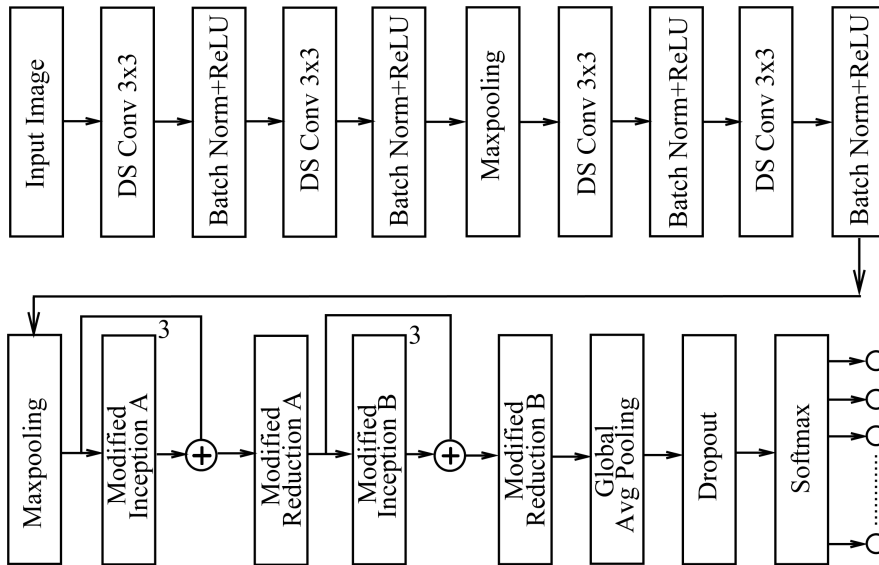 Input Image
DS Conv 3x3
Batch Norm+ReLU
DS Conv 3x3
Batch Norm+ReLU
Maxpooling
DS Conv 3x3
Batch Norm+ReLU
DS Conv 3x3
Batch Norm+ReLU
Maxpooling
Modified
Inception A
3
Modified
Reduction A
Modified
Inception B
3
Modified
Reduction B
Global
Avg Pooling
Dropout
Softmax